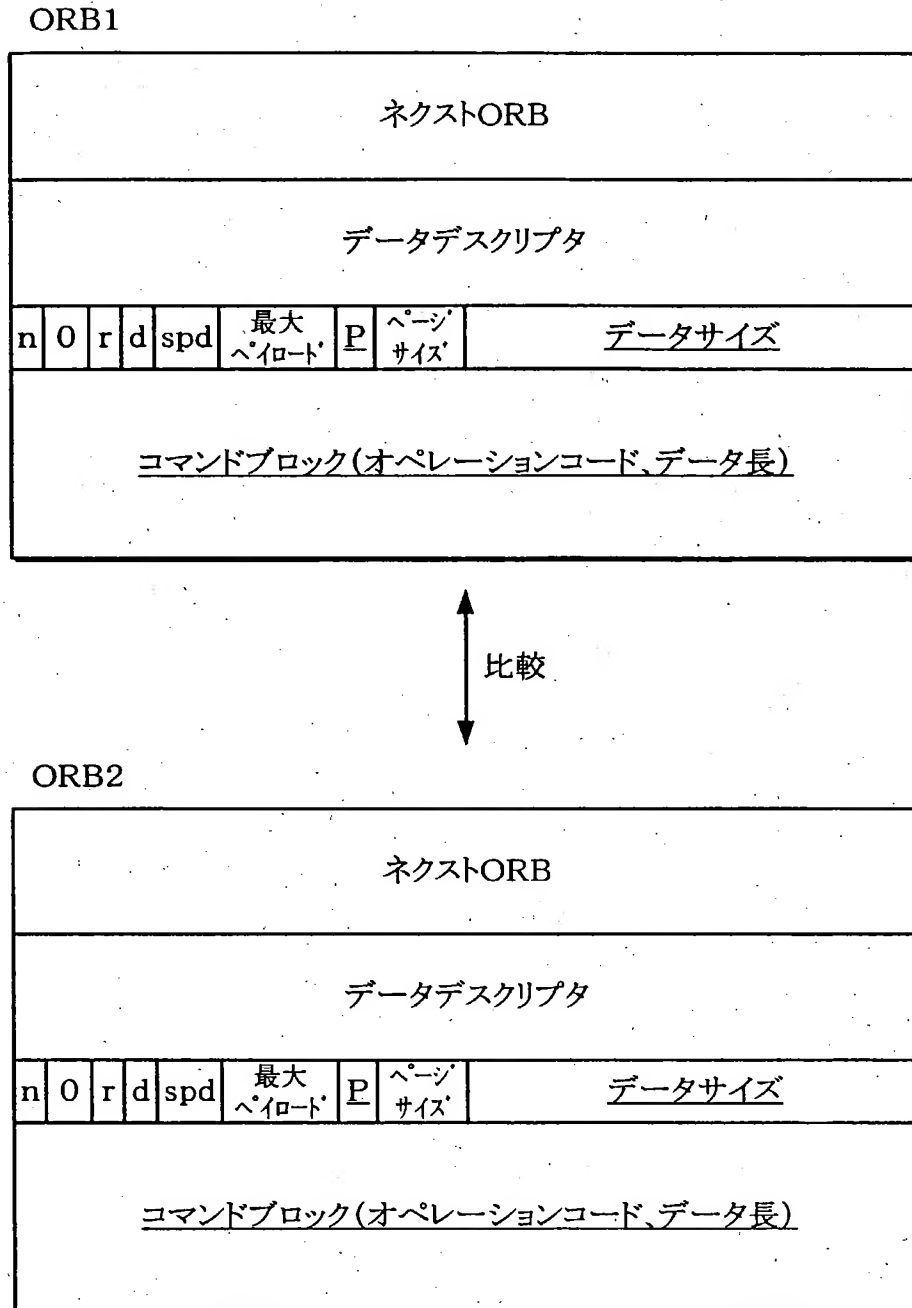 ORB1
ネクストORB
データデスクリプタ
n 0 r d spd 最大ペイロード P ページサイズ データサイズ
コマンドブロック(オペレーションコード、データ長)
比較
ORB2
ネクストORB
データデスクリプタ
n 0 r d spd 最大ペイロード P ページサイズ データサイズ
コマンドブロック(オペレーションコード、データ長)